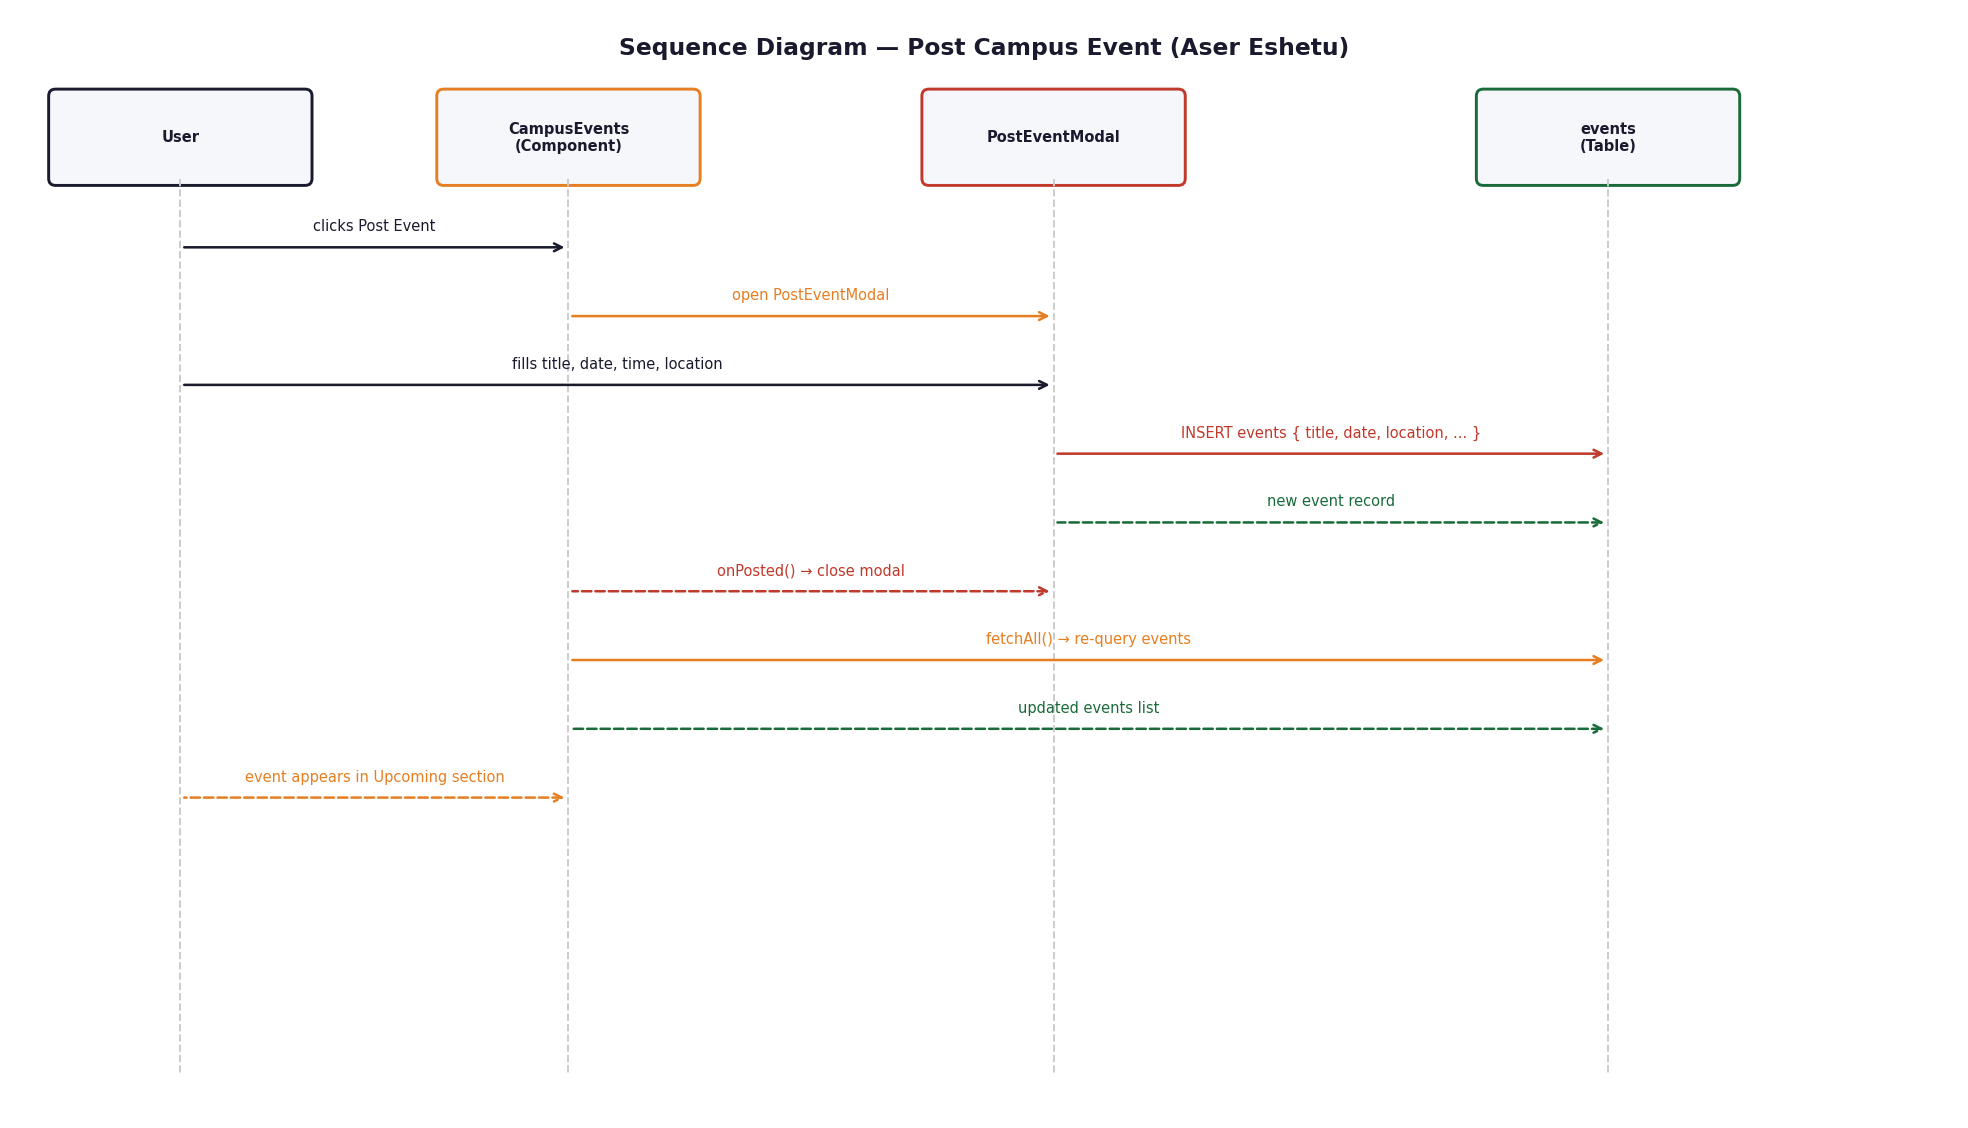 Sequence Diagram — Post Campus Event (Aser Eshetu)
User
CampusEvents
(Component)
PostEventModal
events
(Table)
clicks Post Event
open PostEventModal
fills title, date, time, location
INSERT events { title, date, location, … }
new event record
onPosted() → close modal
fetchAll() → re-query events
updated events list
event appears in Upcoming section